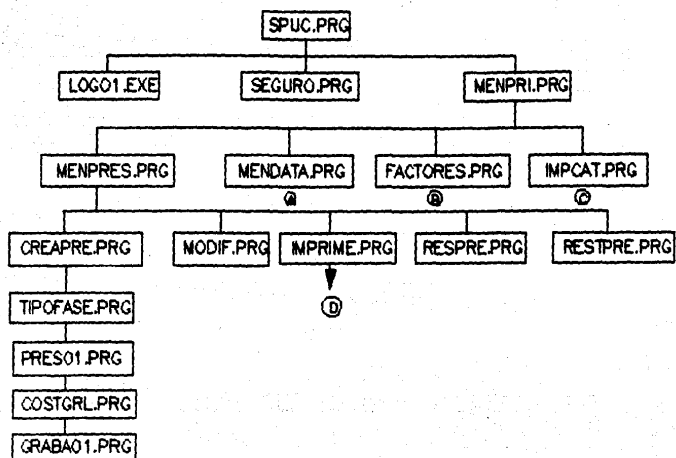 SPUC.PRG
LOGO1.EXE SEGURO.PRG MENPRI.PRG
MENPRES.PRG MENDATA.PRG FACTORES.PRG IMPCAT.PRG
A B C
CREAPRE.PRG MODIF.PRG IMPRIME.PRG RESPRE.PRG RESTPRE.PRG
TIPOFASE.PRG D
PRES01.PRG
COSTGRL.PRG
GRABA01.PRG